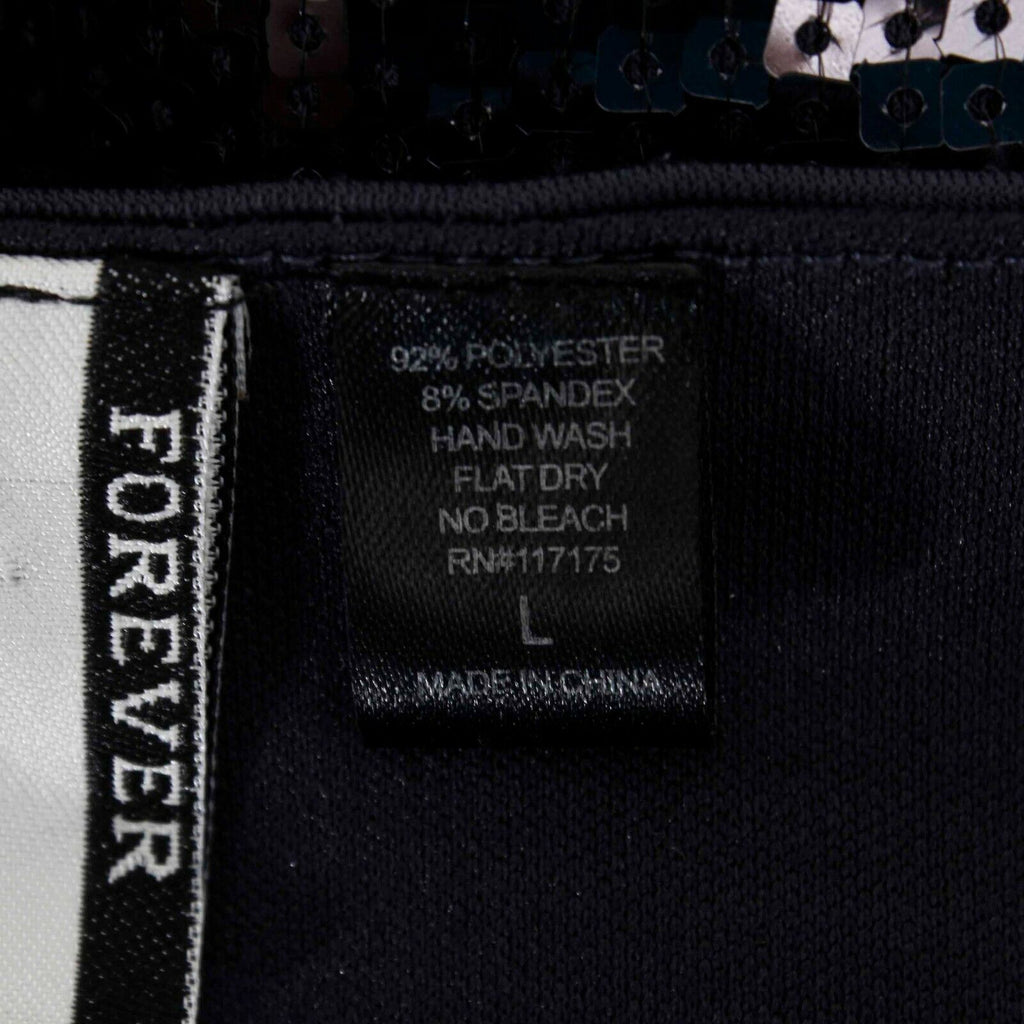 FOREVER
92% POLYESTER
8% SPANDEX
HAND WASH
FLAT DRY
NO BLEACH
RN#117175
L
MADE IN CHINA